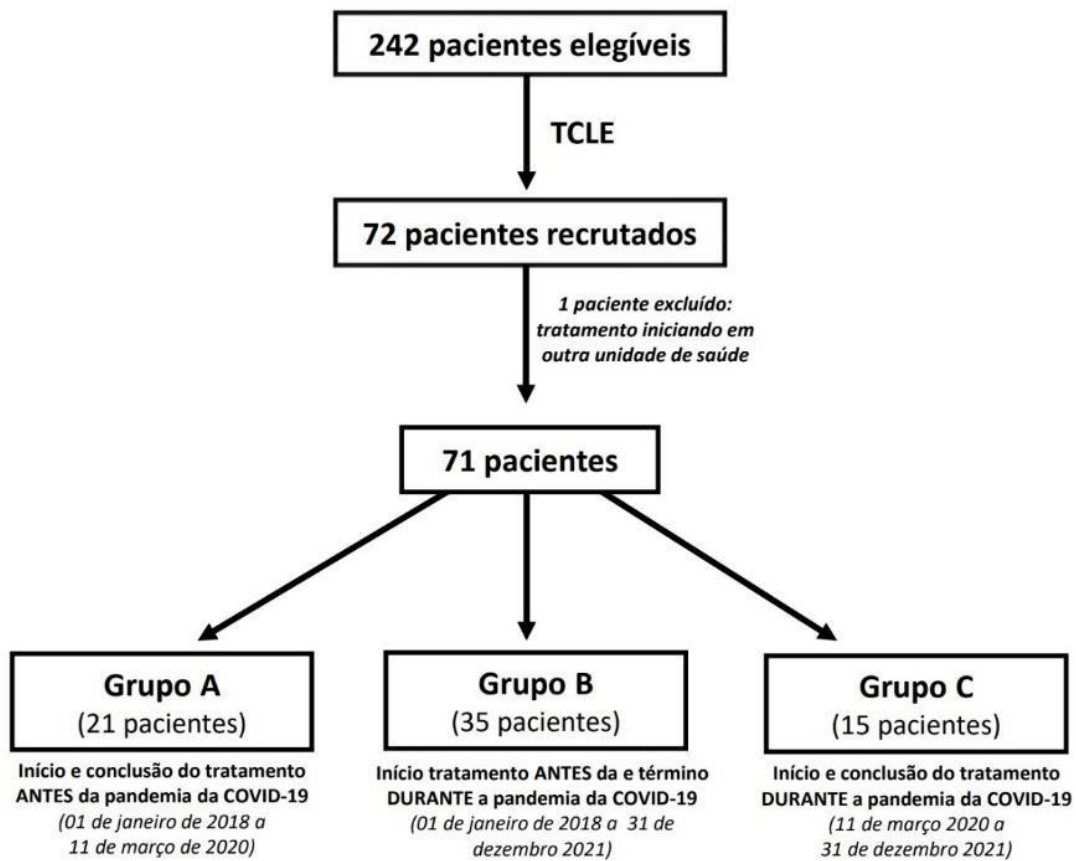 242 pacientes elegíveis
TCLE
72 pacientes recrutados
1 paciente excluído:
tratamento iniciando em
outra unidade de saúde
71 pacientes
Grupo A
(21 pacientes)
Início e conclusão do tratamento
ANTES da pandemia da COVID-19
(01 de janeiro de 2018 a
11 de março de 2020)
Grupo B
(35 pacientes)
Início tratamento ANTES da e término
DURANTE a pandemia da COVID-19
(01 de janeiro de 2018 a 31 de
dezembro 2021)
Grupo C
(15 pacientes)
Início e conclusão do tratamento
DURANTE a pandemia da COVID-19
(11 de março 2020 a
31 de dezembro 2021)